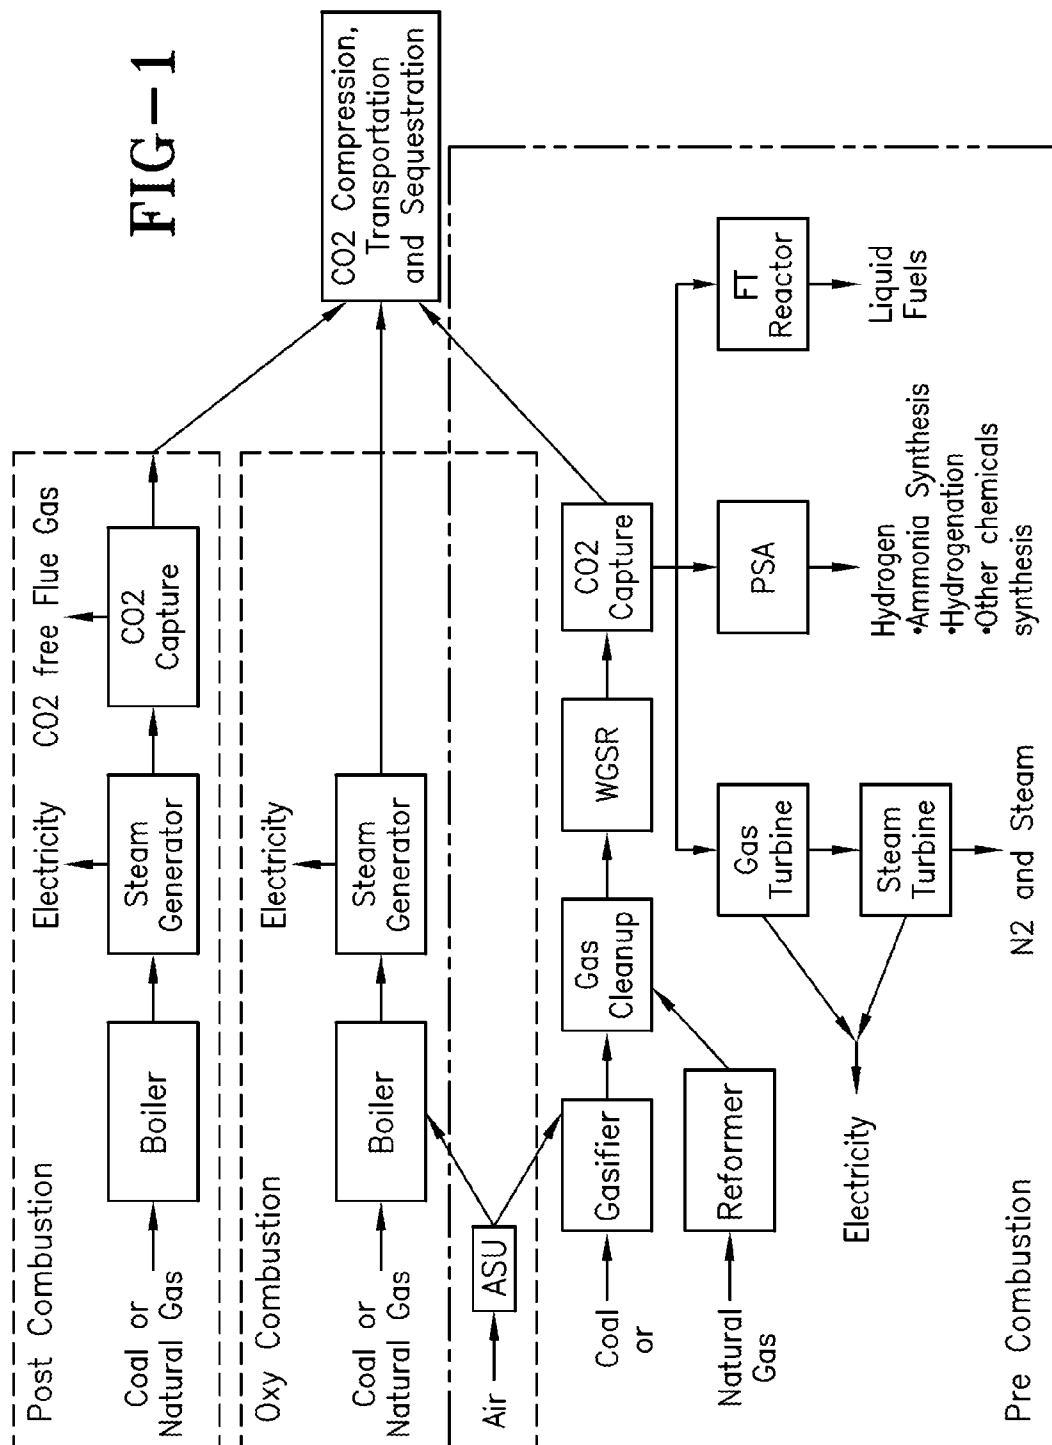 FIG-1
Post Combustion
Coal or
Natural Gas
Boiler
Steam
Generator
Electricity
CO2
Capture
CO2 free Flue Gas
CO2 Compression,
Transportation
and Sequestration
Oxy Combustion
Coal or
Natural Gas
Boiler
Steam
Generator
Electricity
Air
ASU
Coal
or
Gasifier
Natural
Gas
Reformer
Gas
Cleanup
WGSR
CO2
Capture
Gas
Turbine
Steam
Turbine
Electricity
N2 and Steam
PSA
Hydrogen
•Ammonia Synthesis
•Hydrogenation
•Other chemicals
synthesis
FT
Reactor
Liquid
Fuels
Pre Combustion